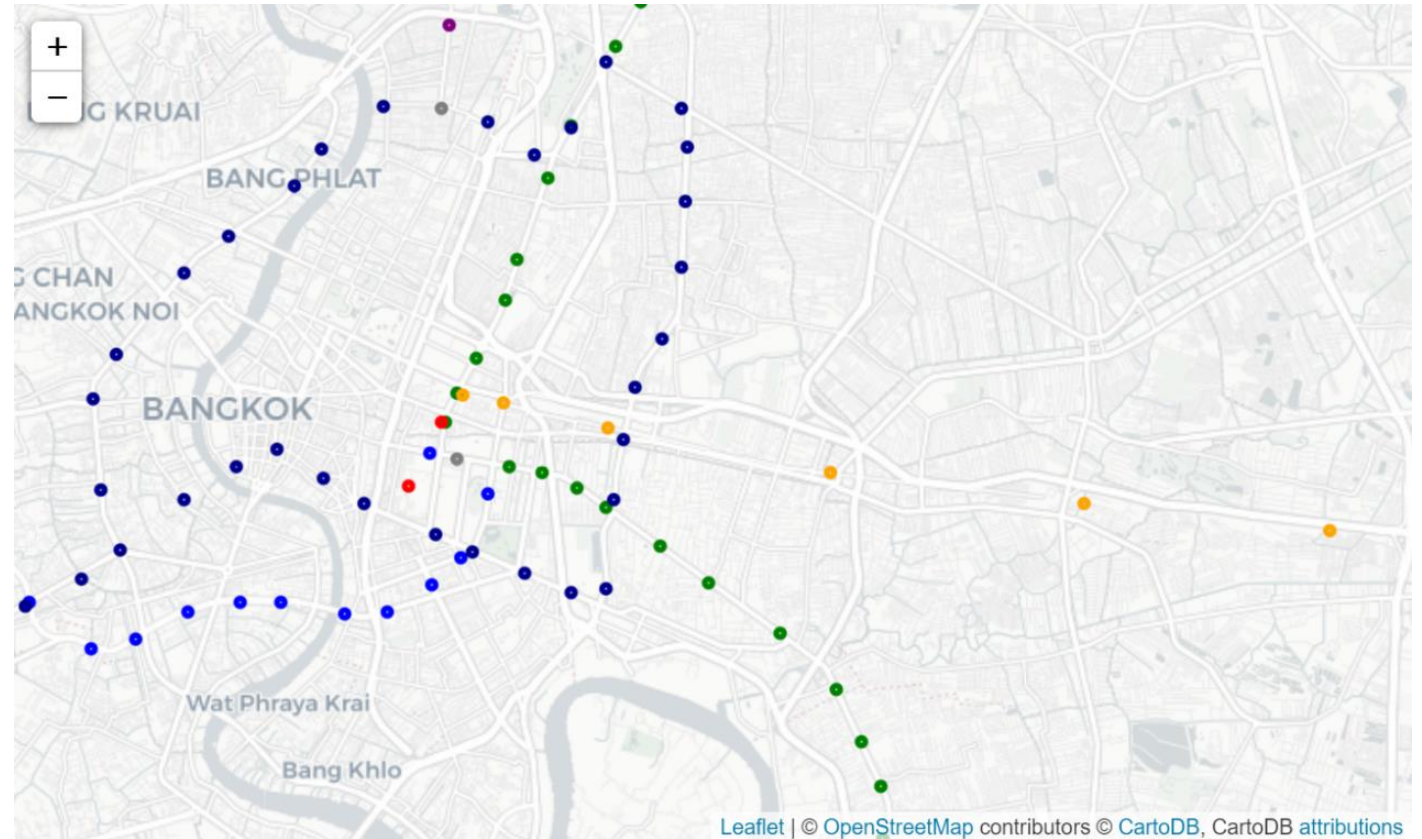 +
−
G KRUAI
BANG PHLAT
G CHAN
ANGKOK NOI
BANGKOK
Wat Phraya Krai
Bang Khlo
Leaflet | © OpenStreetMap contributors © CartoDB, CartoDB attributions